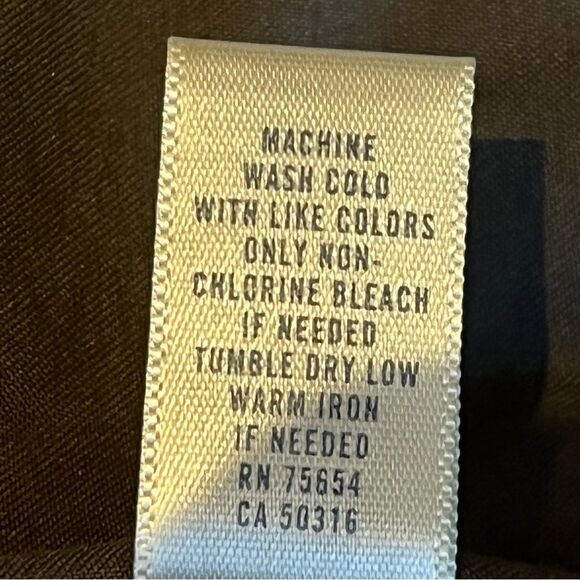 MACHINE
WASH COLD
WITH LIKE COLORS
ONLY NON-
CHLORINE BLEACH
IF NEEDED
TUMBLE DRY LOW
WARM IRON
IF NEEDED
RN 75654
CA 50316